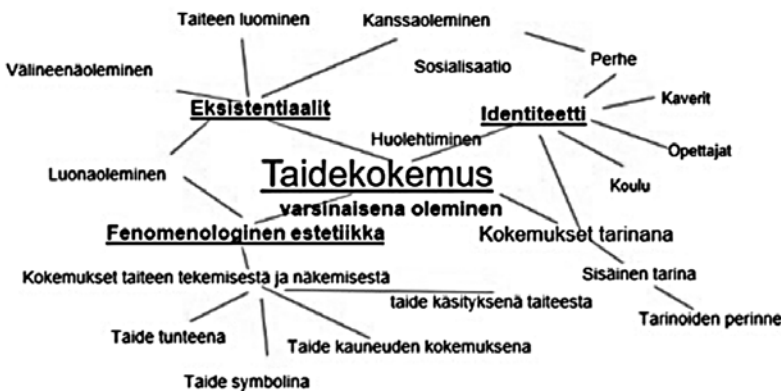 Taiteen luominen
Kanssaoleminen
Välineenäoleminen
Sosialisaatio
Perhe
Eksistentiaalit
Identiteetti
Kaverit
Huolehtiminen
Opettajat
Luonaoleminen
Taidekokemus
Koulu
varsinaisena oleminen
Fenomenologinen estetiikka
Kokemukset tarinana
Kokemukset taiteen tekemisestä ja näkemisestä
Sisäinen tarina
taide käsityksenä taiteesta
Tarinoiden perinne
Taide tunteena
Taide kauneuden kokemuksena
Taide symbolina